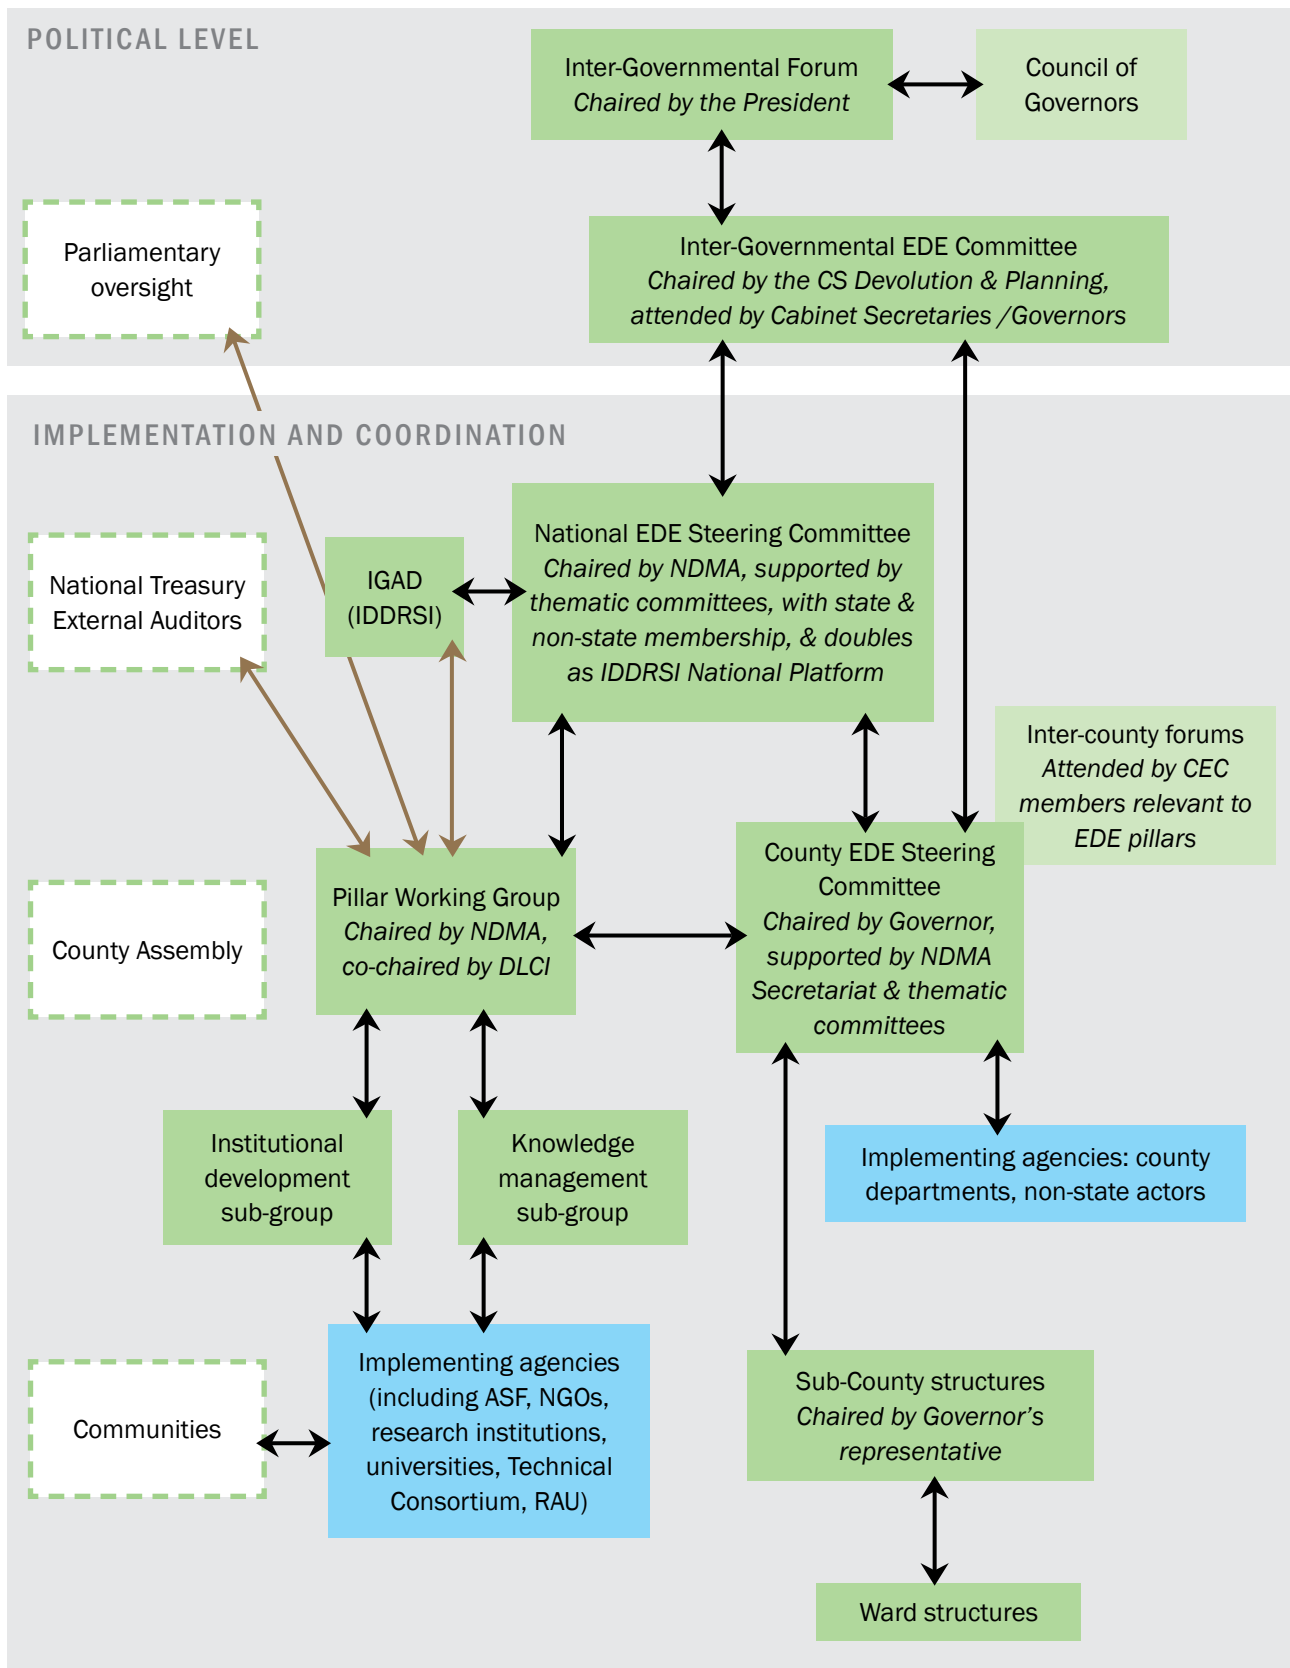 POLITICAL LEVEL
Inter-Governmental Forum
Chaired by the President
Council of
Governors
Parliamentary
oversight
Inter-Governmental EDE Committee
Chaired by the CS Devolution & Planning,
attended by Cabinet Secretaries /Governors
IMPLEMENTATION AND COORDINATION
National Treasury
External Auditors
IGAD
(IDDRSI)
National EDE Steering Committee
Chaired by NDMA, supported by
thematic committees, with state &
non-state membership, & doubles
as IDDRSI National Platform
Inter-county forums
Attended by CEC
members relevant to
EDE pillars
County Assembly
Pillar Working Group
Chaired by NDMA,
co-chaired by DLCI
County EDE Steering
Committee
Chaired by Governor,
supported by NDMA
Secretariat & thematic
committees
Institutional
development
sub-group
Knowledge
management
sub-group
Implementing agencies: county
departments, non-state actors
Communities
Implementing agencies
(including ASF, NGOs,
research institutions,
universities, Technical
Consortium, RAU)
Sub-County structures
Chaired by Governor’s
representative
Ward structures